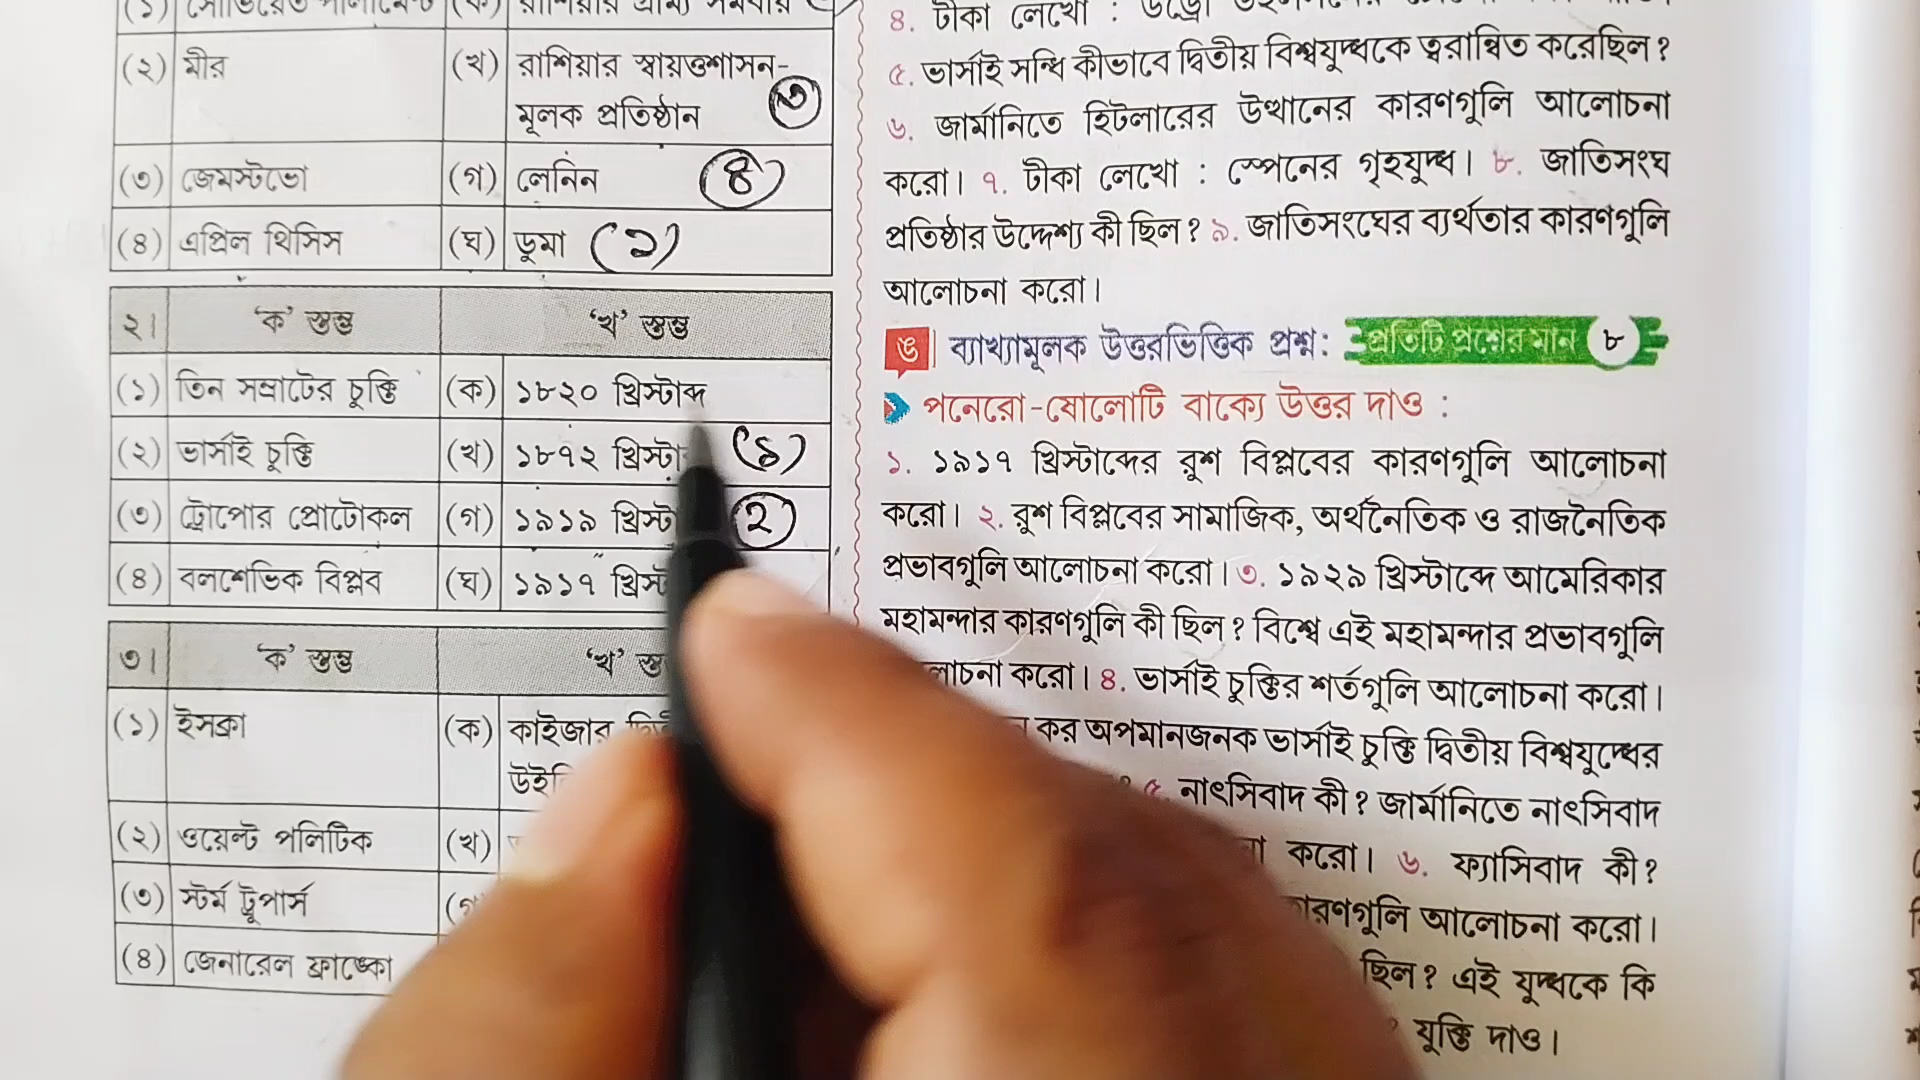 (২) মীর (খ) রাশিয়ার স্বায়ত্তশাসন-
মূলক প্রতিষ্ঠান ৩
(৩) জেমস্টভো (গ) লেনিন ৪
(৪) এপ্রিল থিসিস (ঘ) ডুমা (১)
২। ‘ক’ স্তম্ভ ‘খ’ স্তম্ভ
(১) তিন সম্রাটের চুক্তি (ক) ১৮২০ খ্রিস্টাব্দ
(২) ভার্সাই চুক্তি (খ) ১৮৭২
(৩) ট্রোপোর প্রোটোকল (গ) ১৯১৯ ২
(৪) বলশেভিক বিপ্লব (ঘ) ১৯১৭
৩। ‘ক’ স্তম্ভ ‘খ’
(১) ইসক্রা (ক) কাইজার
(২) ওয়েল্ট পলিটিক (খ)
(৩) স্টর্ম ট্রুপার্স
(৪) জেনারেল ফ্রাঙ্কো
৪. টীকা লেখো :
৫. ভার্সাই সন্ধি কীভাবে দ্বিতীয় বিশ্বযুদ্ধকে ত্বরান্বিত করেছিল?
৬. জার্মানিতে হিটলারের উত্থানের কারণগুলি আলোচনা
করো। ৭. টীকা লেখো : স্পেনের গৃহযুদ্ধ। ৮. জাতিসংঘ
প্রতিষ্ঠার উদ্দেশ্য কী ছিল? ৯. জাতিসংঘের ব্যর্থতার কারণগুলি
আলোচনা করো।
ঙ ব্যাখ্যামূলক উত্তরভিত্তিক প্রশ্ন: প্রতিটি প্রশ্নের মান ৮
পনেরো-ষোলোটি বাক্যে উত্তর দাও :
১. ১৯১৭ খ্রিস্টাব্দের রুশ বিপ্লবের কারণগুলি আলোচনা
করো। ২. রুশ বিপ্লবের সামাজিক, অর্থনৈতিক ও রাজনৈতিক
প্রভাবগুলি আলোচনা করো। ৩. ১৯২৯ খ্রিস্টাব্দে আমেরিকার
মহামন্দার কারণগুলি কী ছিল? বিশ্বে এই মহামন্দার প্রভাবগুলি
করো। ৪. ভার্সাই চুক্তির শর্তগুলি আলোচনা করো।
কর অপমানজনক ভার্সাই চুক্তি দ্বিতীয় বিশ্বযুদ্ধের
৫. নাৎসিবাদ কী? জার্মানিতে নাৎসিবাদ
করো। ৬. ফ্যাসিবাদ কী?
আলোচনা করো।
ছিল? এই যুদ্ধকে কি
যুক্তি দাও।